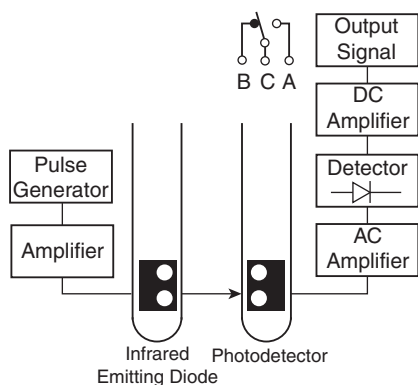 Output
Signal
B C A
DC
Amplifier
Pulse
Generator
Detector
Amplifier
AC
Amplifier
Infrared
Emitting Diode
Photodetector